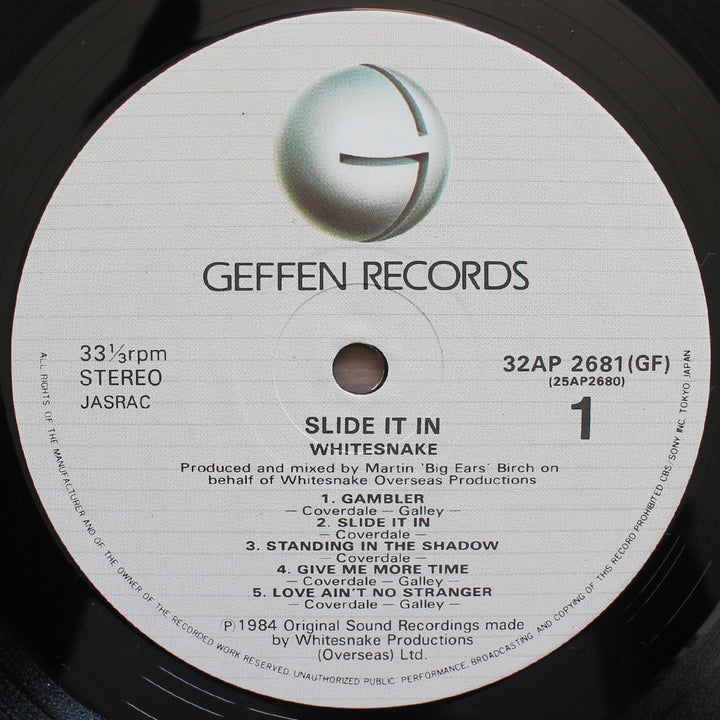 GEFFEN RECORDS
33⅓rpm
STEREO
JASRAC
32AP 2681(GF)
(25AP2680)
1
SLIDE IT IN
WHITESNAKE
Produced and mixed by Martin 'Big Ears' Birch on
behalf of Whitesnake Overseas Productions
1. GAMBLER
– Coverdale – Galley –
2. SLIDE IT IN
– Coverdale –
3. STANDING IN THE SHADOW
– Coverdale –
4. GIVE ME MORE TIME
– Coverdale – Galley –
5. LOVE AIN'T NO STRANGER
– Coverdale – Galley –
Ⓟ1984 Original Sound Recordings made
by Whitesnake Productions
(Overseas) Ltd.
ALL RIGHTS OF THE MANUFACTURER AND OF THE OWNER OF THE RECORDED WORK RESERVED. UNAUTHORIZED PUBLIC PERFORMANCE, BROADCASTING AND COPYING OF THIS RECORD PROHIBITED CBS/SONY INC. TOKYO JAPAN